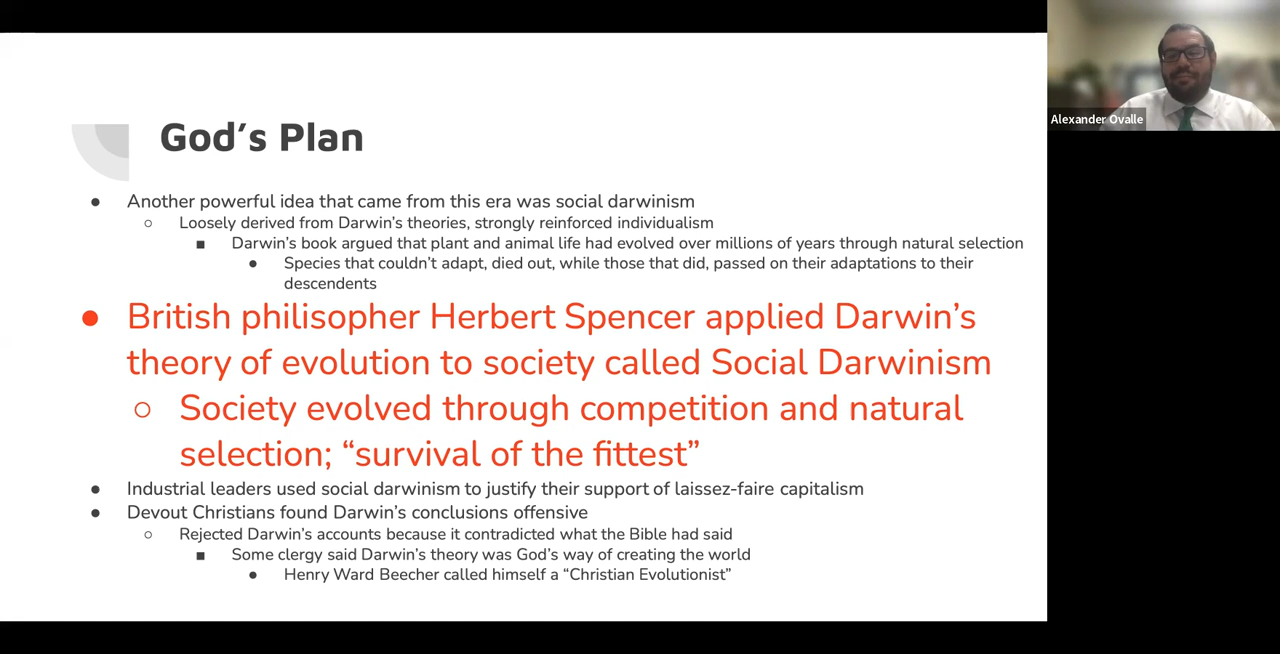 God's Plan
● Another powerful idea that came from this era was social darwinism
○ Loosely derived from Darwin's theories, strongly reinforced individualism
■ Darwin's book argued that plant and animal life had evolved over millions of years through natural selection
● Species that couldn't adapt, died out, while those that did, passed on their adaptations to their
descendents
● British philisopher Herbert Spencer applied Darwin's
theory of evolution to society called Social Darwinism
○ Society evolved through competition and natural
selection; “survival of the fittest”
● Industrial leaders used social darwinism to justify their support of laissez-faire capitalism
● Devout Christians found Darwin's conclusions offensive
○ Rejected Darwin's accounts because it contradicted what the Bible had said
■ Some clergy said Darwin's theory was God's way of creating the world
● Henry Ward Beecher called himself a “Christian Evolutionist”
Alexander Ovalle